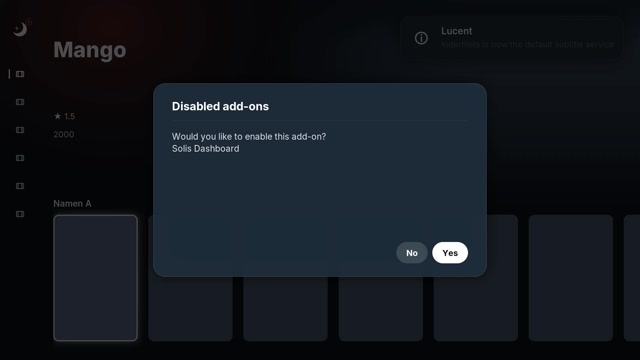 Mango
Lucent
is now the default subtitle service
★ 1.5
2000
Disabled add-ons
Would you like to enable this add-on?
Solis Dashboard
No
Yes
Namen A